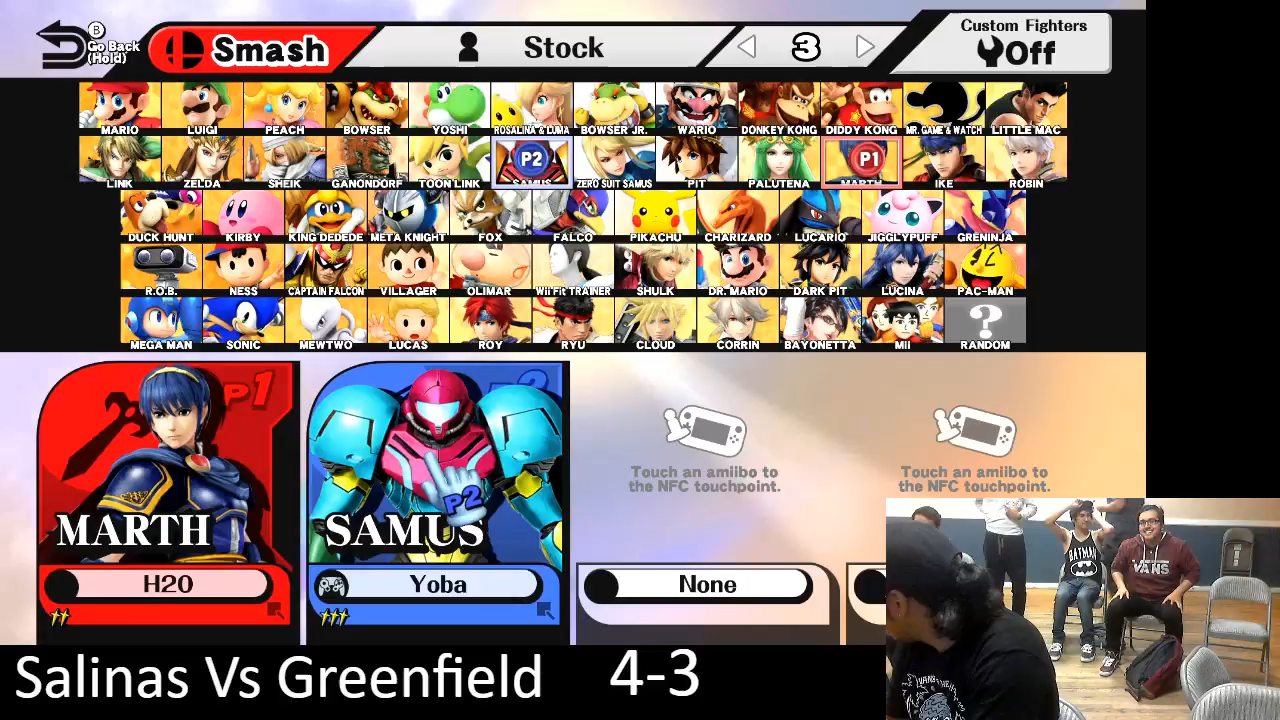 B Go Back (Hold) Smash Stock 3 Custom Fighters Off
MARIO LUIGI PEACH BOWSER YOSHI ROSALINA & LUMA BOWSER JR. WARIO DONKEY KONG DIDDY KONG MR. GAME & WATCH LITTLE MAC
P2 P1
LINK ZELDA SHEIK GANONDORF TOON LINK SAMUS ZERO SUIT SAMUS PIT PALUTENA MARTH IKE ROBIN
DUCK HUNT KIRBY KING DEDEDE META KNIGHT FOX FALCO PIKACHU CHARIZARD LUCARIO JIGGLYPUFF GRENINJA
R.O.B. NESS CAPTAIN FALCON VILLAGER OLIMAR Wii Fit TRAINER SHULK DR. MARIO DARK PIT LUCINA PAC-MAN
?
MEGA MAN SONIC MEWTWO LUCAS ROY RYU CLOUD CORRIN BAYONETTA MII RANDOM
P1 P2
Touch an amiibo to
the NFC touchpoint.
Touch an amiibo to
the NFC touchpoint.
P2
MARTH SAMUS
H2O Yoba None
BATMAN
VANS
Salinas Vs Greenfield 4-3